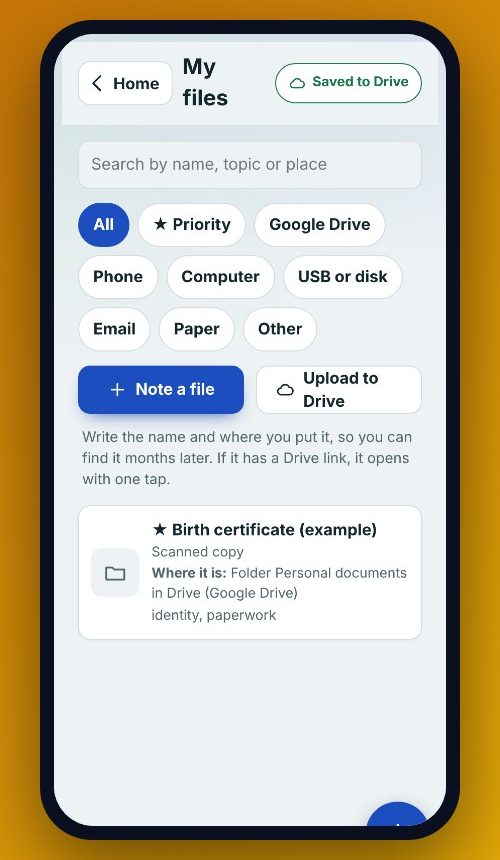 Home
My
files
Saved to Drive
Search by name, topic or place
All
★ Priority
Google Drive
Phone
Computer
USB or disk
Email
Paper
Other
+ Note a file
Upload to
Drive
Write the name and where you put it, so you can
find it months later. If it has a Drive link, it opens
with one tap.
★ Birth certificate (example)
Scanned copy
Where it is: Folder Personal documents
in Drive (Google Drive)
identity, paperwork